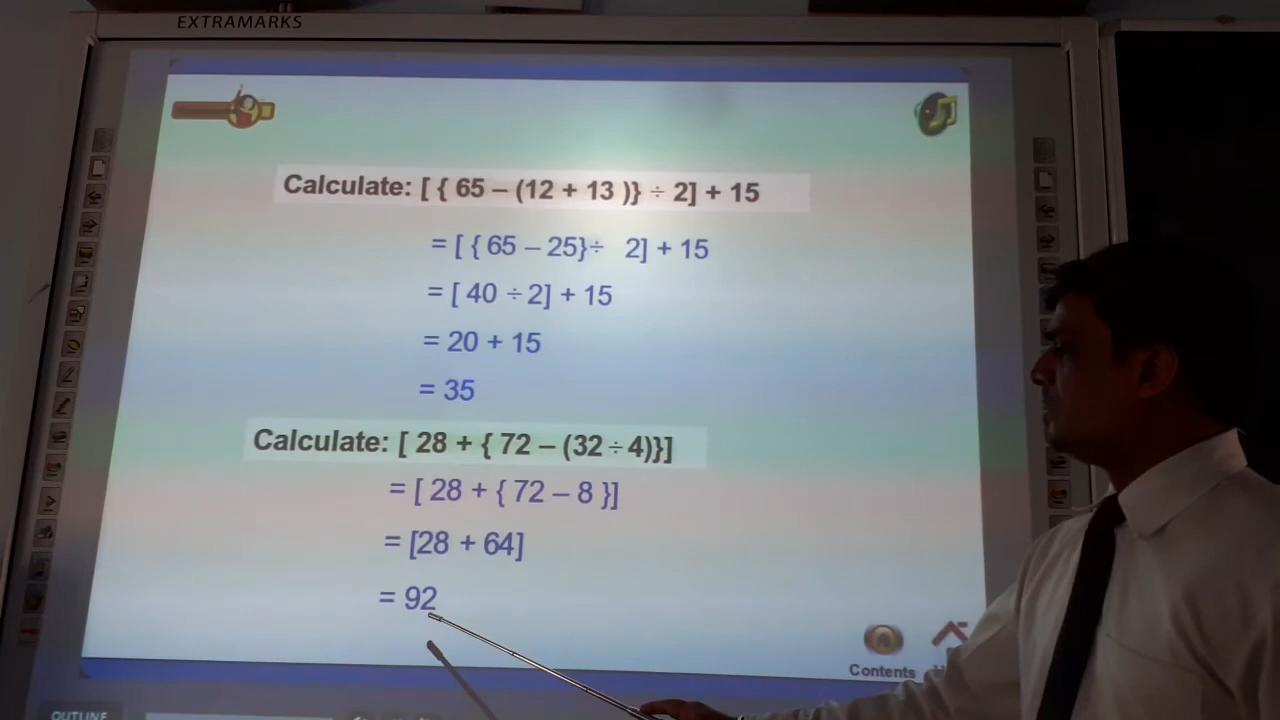 EXTRAMARKS
Calculate: [ { 65 – (12 + 13 )} ÷ 2] + 15
= [ { 65 – 25}÷ 2] + 15
= [ 40 ÷ 2] + 15
= 20 + 15
= 35
Calculate: [ 28 + { 72 – (32 ÷ 4)}]
= [ 28 + { 72 – 8 }]
= [28 + 64]
= 92
Contents
OUTLINE